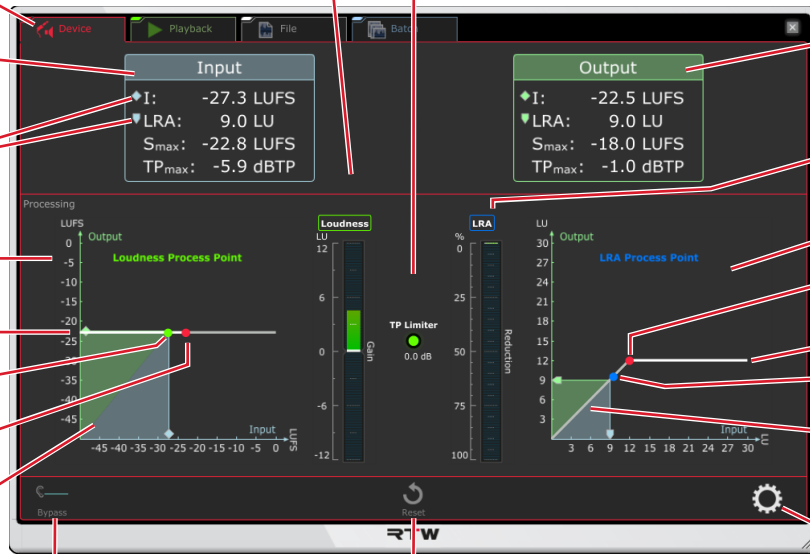 Device
Playback
File
Batch
Input
I: -27.3 LUFS
LRA: 9.0 LU
Smax: -22.8 LUFS
TPmax: -5.9 dBTP
Output
I: -22.5 LUFS
LRA: 9.0 LU
Smax: -18.0 LUFS
TPmax: -1.0 dBTP
Processing
LUFS
Output
Loudness Process Point
0
-5
-10
-15
-20
-25
-30
-35
-40
-45
-45 -40 -35 -30 -25 -20 -15 -10 -5 0
Input
LUFS
Loudness
LU
12
6
0
-6
-12
Gain
TP Limiter
0.0 dB
LRA
%
0
25
50
75
100
Reduction
LU
Output
LRA Process Point
30
27
24
21
18
15
12
9
6
3
3 6 9 12 15 18 21 24 27 30
Input
LU
Bypass
Reset
RTW